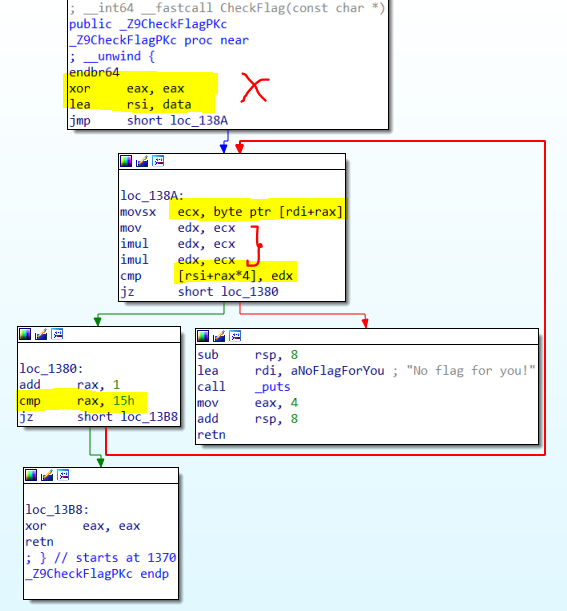 ; __int64 __fastcall CheckFlag(const char *)
public _Z9CheckFlagPKc
_Z9CheckFlagPKc proc near
; __unwind {
endbr64
xor     eax, eax
lea     rsi, data
jmp     short loc_138A
X
loc_138A:
movsx   ecx, byte ptr [rdi+rax]
mov     edx, ecx
imul    edx, ecx
imul    edx, ecx
cmp     [rsi+rax*4], edx
jz      short loc_1380
loc_1380:
add     rax, 1
cmp     rax, 15h
jz      short loc_13B8
sub     rsp, 8
lea     rdi, aNoFlagForYou ; "No flag for you!"
call    _puts
mov     eax, 4
add     rsp, 8
retn
loc_13B8:
xor     eax, eax
retn
; } // starts at 1370
_Z9CheckFlagPKc endp